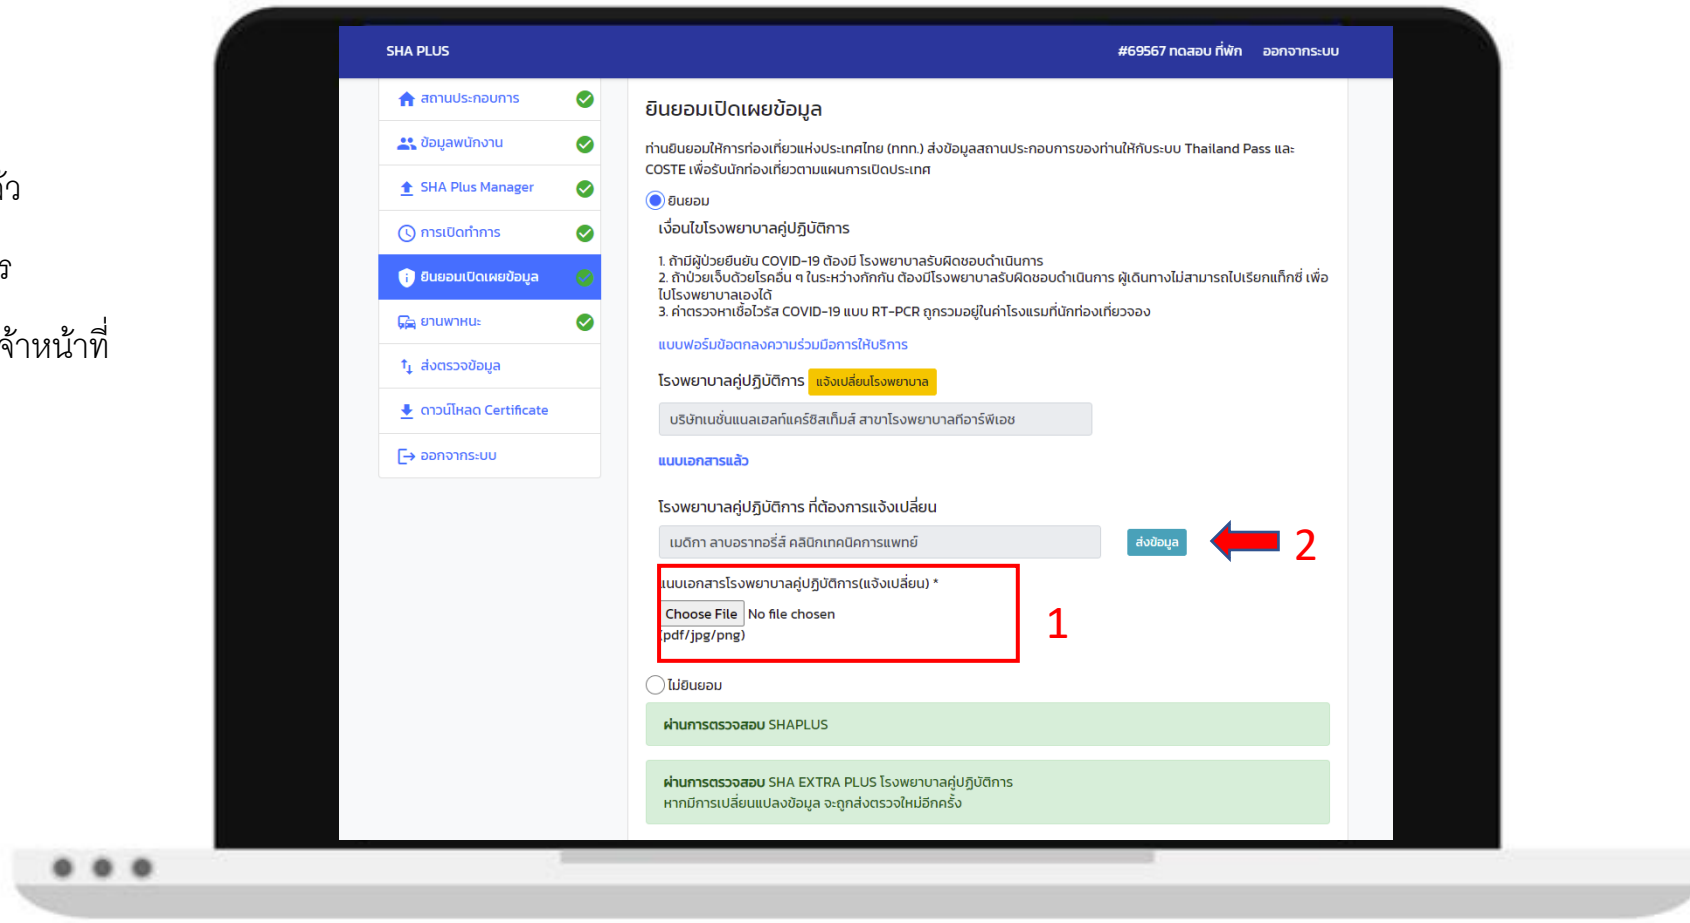 SHA PLUS
#69567 ทดสอบ ที่พัก ออกจากระบบ
สถานประกอบการ
ข้อมูลพนักงาน
SHA Plus Manager
การเปิดทำการ
ยินยอมเปิดเผยข้อมูล
ยานพาหนะ
ส่งตรวจข้อมูล
ดาวน์โหลด Certificate
ออกจากระบบ
จ้าหน้าที่
ยินยอมเปิดเผยข้อมูล
ท่านยินยอมให้การท่องเที่ยวแห่งประเทศไทย (ททท.) ส่งข้อมูลสถานประกอบการของท่านให้กับระบบ Thailand Pass และ
COSTE เพื่อรับนักท่องเที่ยวตามแผนการเปิดประเทศ
ยินยอม
เงื่อนไขโรงพยาบาลคู่ปฏิบัติการ
1. ถ้ามีผู้ป่วยยืนยัน COVID-19 ต้องมี โรงพยาบาลรับผิดชอบดำเนินการ
2. ถ้าป่วยเจ็บด้วยโรคอื่น ๆ ในระหว่างกักกัน ต้องมีโรงพยาบาลรับผิดชอบดำเนินการ ผู้เดินทางไม่สามารถไปเรียกแท็กซี่ เพื่อ
ไปโรงพยาบาลเองได้
3. ค่าตรวจหาเชื้อไวรัส COVID-19 แบบ RT-PCR ถูกรวมอยู่ในค่าโรงแรมที่นักท่องเที่ยวจอง
แบบฟอร์มข้อตกลงความร่วมมือการให้บริการ
โรงพยาบาลคู่ปฏิบัติการ แจ้งเปลี่ยนโรงพยาบาล
บริษัทเนชั่นแนลเฮลท์แคร์ซิสเท็มส์ สาขาโรงพยาบาลทีอาร์พีเอช
แนบเอกสารแล้ว
โรงพยาบาลคู่ปฏิบัติการ ที่ต้องการแจ้งเปลี่ยน
เมดิกา ลาบอราทอรี่ส์ คลินิกเทคนิคการแพทย์ ส่งข้อมูล 2
แนบเอกสารโรงพยาบาลคู่ปฏิบัติการ(แจ้งเปลี่ยน) *
Choose File No file chosen
(pdf/jpg/png)
1
ไม่ยินยอม
ผ่านการตรวจสอบ SHAPLUS
ผ่านการตรวจสอบ SHA EXTRA PLUS โรงพยาบาลคู่ปฏิบัติการ
หากมีการเปลี่ยนแปลงข้อมูล จะถูกส่งตรวจใหม่อีกครั้ง